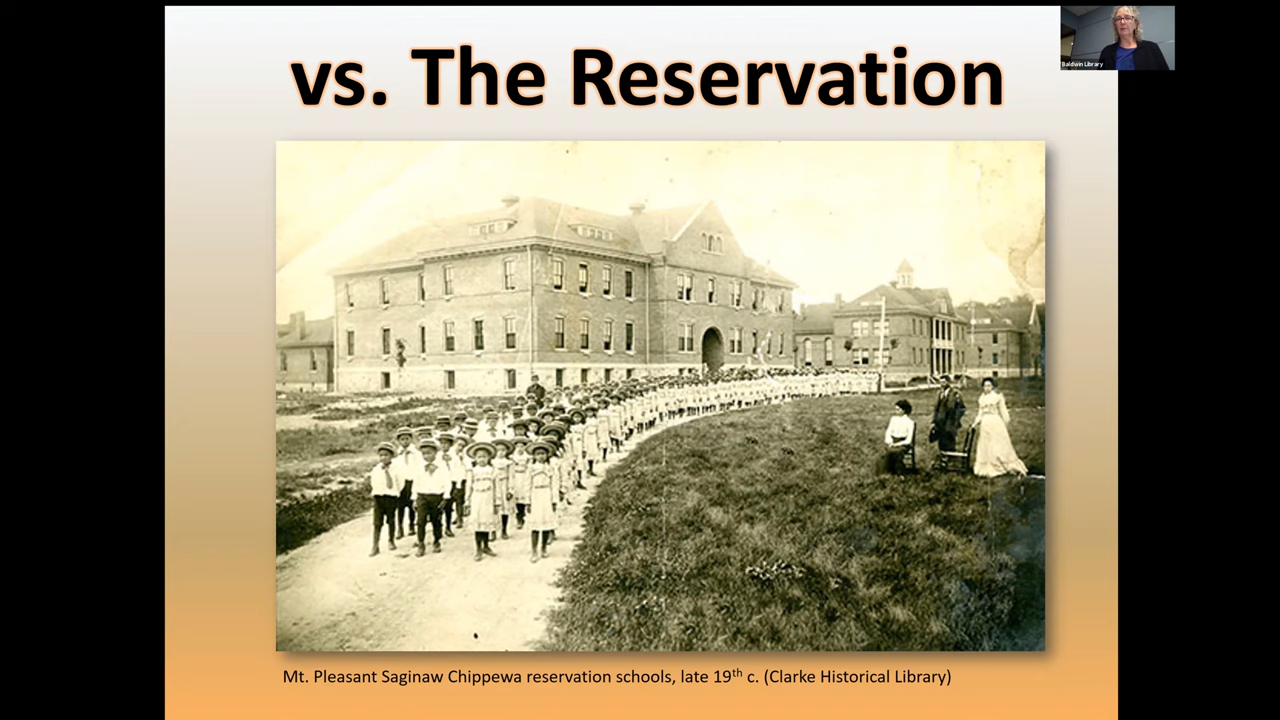 vs. The Reservation
Baldwin Library
Mt. Pleasant Saginaw Chippewa reservation schools, late 19th c. (Clarke Historical Library)